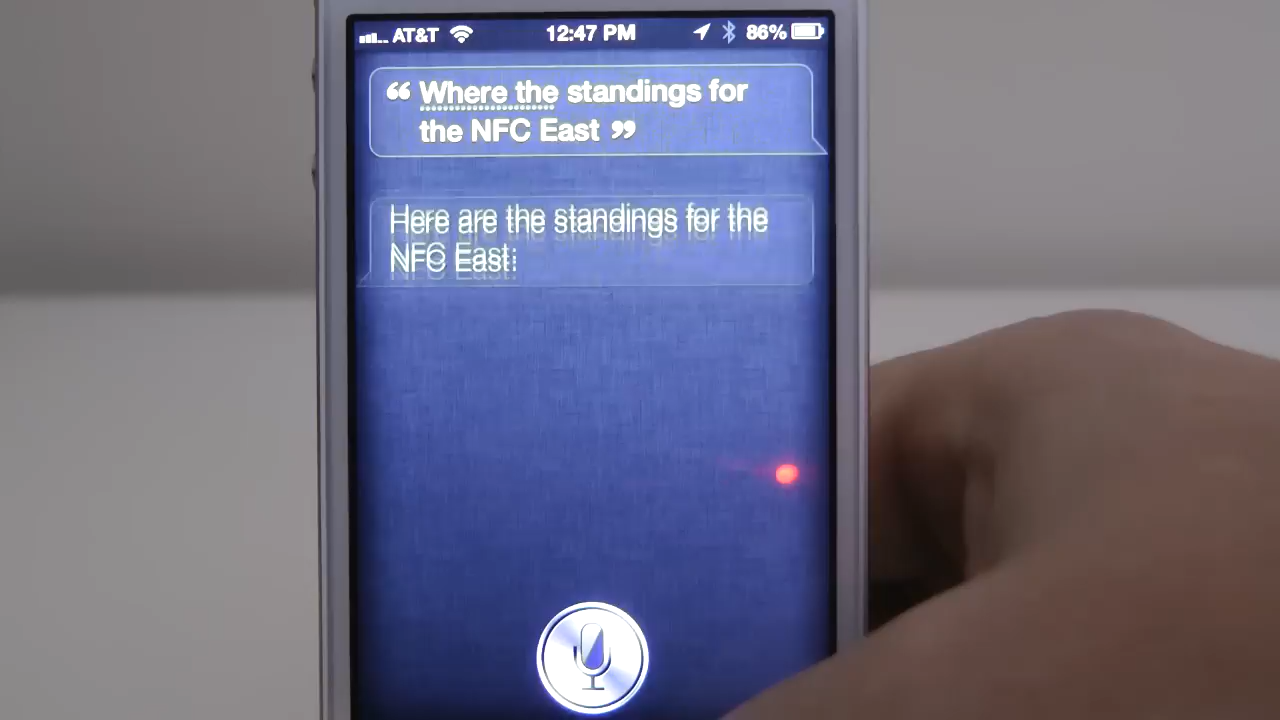 AT&T 12:47 PM 86%
“ Where the standings for
the NFC East ”
Here are the standings for the
NFC East: